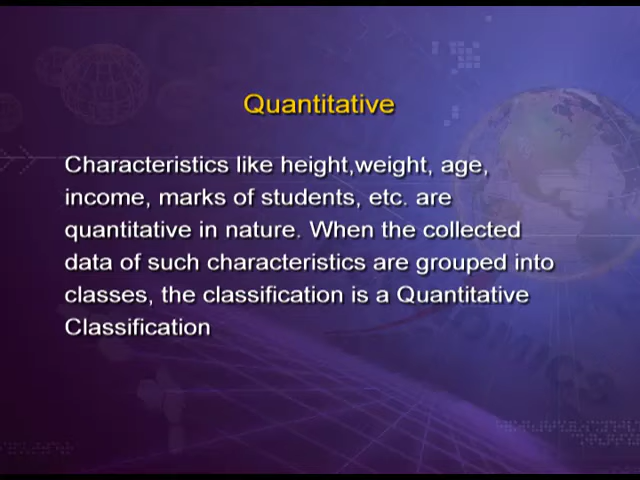 Quantitative
Characteristics like height,weight, age,
income, marks of students, etc. are
quantitative in nature. When the collected
data of such characteristics are grouped into
classes, the classification is a Quantitative
Classification